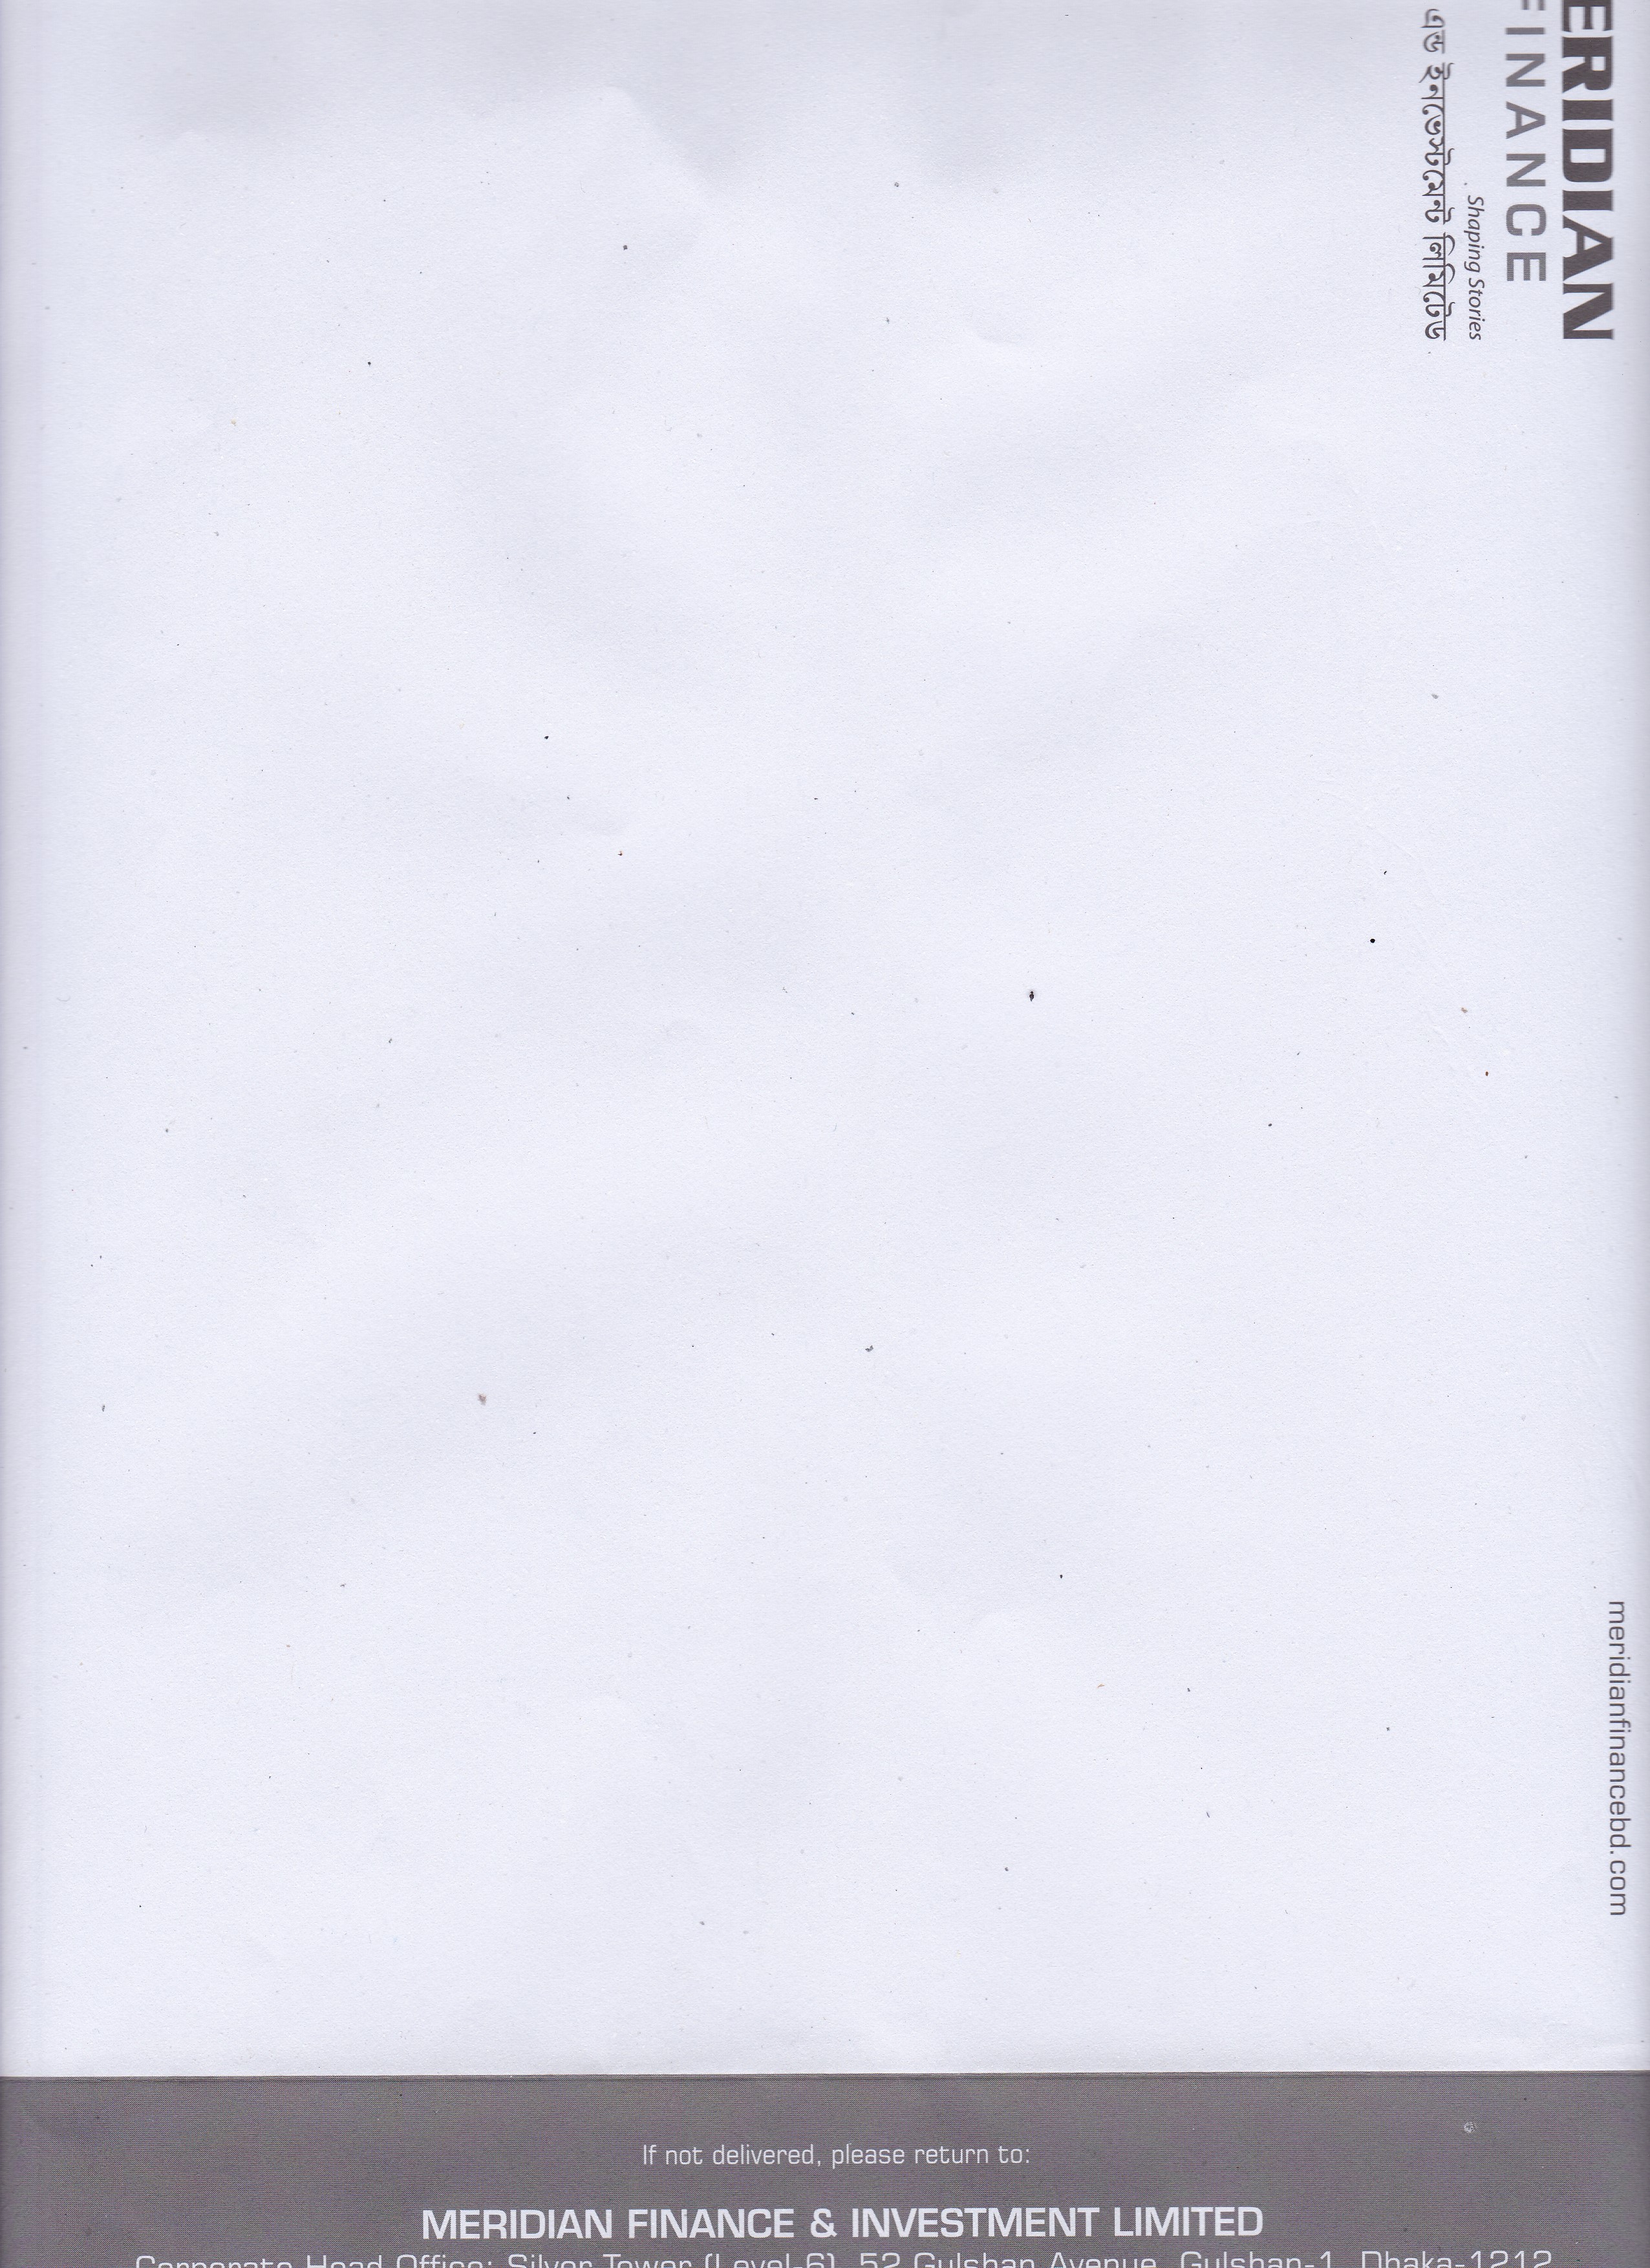 ERIDIAN
FINANCE
Shaping Stories
এন্ড ইনভেস্টমেন্ট লিমিটেড
meridianfinancebd.com
If not delivered, please return to:
MERIDIAN FINANCE & INVESTMENT LIMITED
Corporate Head Office: Silver Tower (Level-6), 52 Gulshan Avenue, Gulshan-1, Dhaka-1212